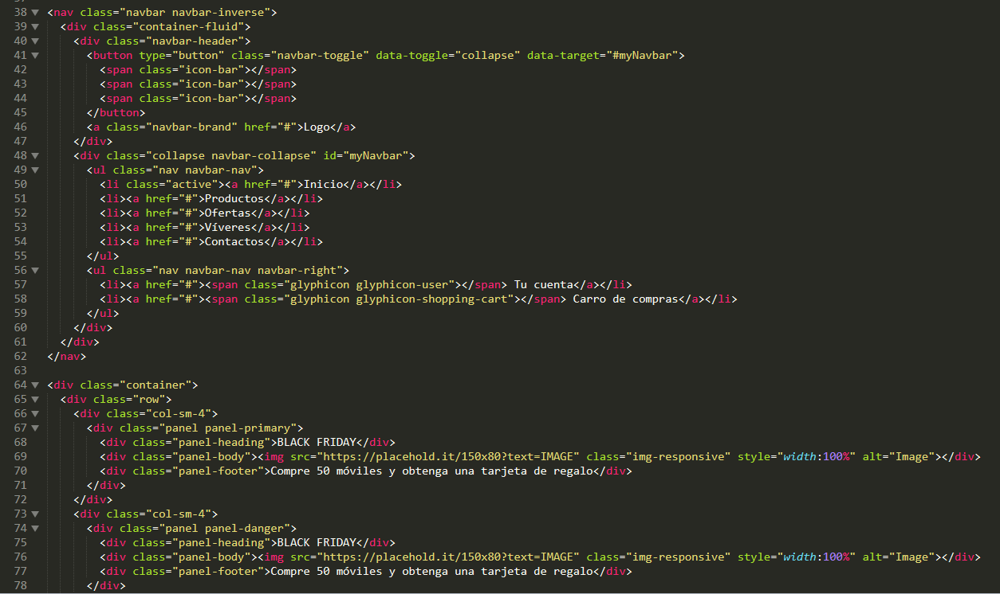 38 <nav class="navbar navbar-inverse">
39 <div class="container-fluid">
40 <div class="navbar-header">
41 <button type="button" class="navbar-toggle" data-toggle="collapse" data-target="#myNavbar">
42 <span class="icon-bar"></span>
43 <span class="icon-bar"></span>
44 <span class="icon-bar"></span>
45 </button>
46 <a class="navbar-brand" href="#">Logo</a>
47 </div>
48 <div class="collapse navbar-collapse" id="myNavbar">
49 <ul class="nav navbar-nav">
50 <li class="active"><a href="#">Inicio</a></li>
51 <li><a href="#">Productos</a></li>
52 <li><a href="#">Ofertas</a></li>
53 <li><a href="#">Víveres</a></li>
54 <li><a href="#">Contactos</a></li>
55 </ul>
56 <ul class="nav navbar-nav navbar-right">
57 <li><a href="#"><span class="glyphicon glyphicon-user"></span> Tu cuenta</a></li>
58 <li><a href="#"><span class="glyphicon glyphicon-shopping-cart"></span> Carro de compras</a></li>
59 </ul>
60 </div>
61 </div>
62 </nav>
63
64 <div class="container">
65 <div class="row">
66 <div class="col-sm-4">
67 <div class="panel panel-primary">
68 <div class="panel-heading">BLACK FRIDAY</div>
69 <div class="panel-body"><img src="https://placehold.it/150x80?text=IMAGE" class="img-responsive" style="width:100%" alt="Image"></div>
70 <div class="panel-footer">Compre 50 móviles y obtenga una tarjeta de regalo</div>
71 </div>
72 </div>
73 <div class="col-sm-4">
74 <div class="panel panel-danger">
75 <div class="panel-heading">BLACK FRIDAY</div>
76 <div class="panel-body"><img src="https://placehold.it/150x80?text=IMAGE" class="img-responsive" style="width:100%" alt="Image"></div>
77 <div class="panel-footer">Compre 50 móviles y obtenga una tarjeta de regalo</div>
78 </div>